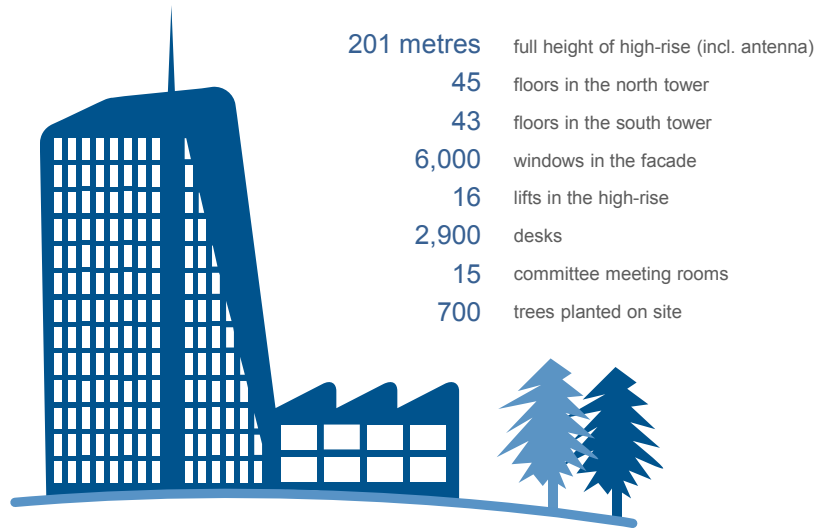 201 metres full height of high-rise (incl. antenna)
45 floors in the north tower
43 floors in the south tower
6,000 windows in the facade
16 lifts in the high-rise
2,900 desks
15 committee meeting rooms
700 trees planted on site